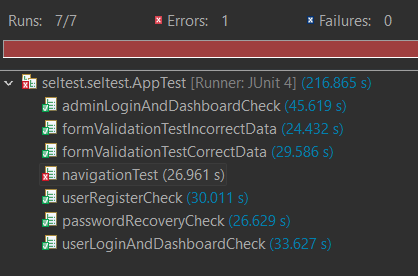 Runs: 7/7 Errors: 1 Failures: 0
seltest.seltest.AppTest [Runner: JUnit 4] (216.865 s)
adminLoginAndDashboardCheck (45.619 s)
formValidationTestIncorrectData (24.432 s)
formValidationTestCorrectData (29.586 s)
navigationTest (26.961 s)
userRegisterCheck (30.011 s)
passwordRecoveryCheck (26.629 s)
userLoginAndDashboardCheck (33.627 s)